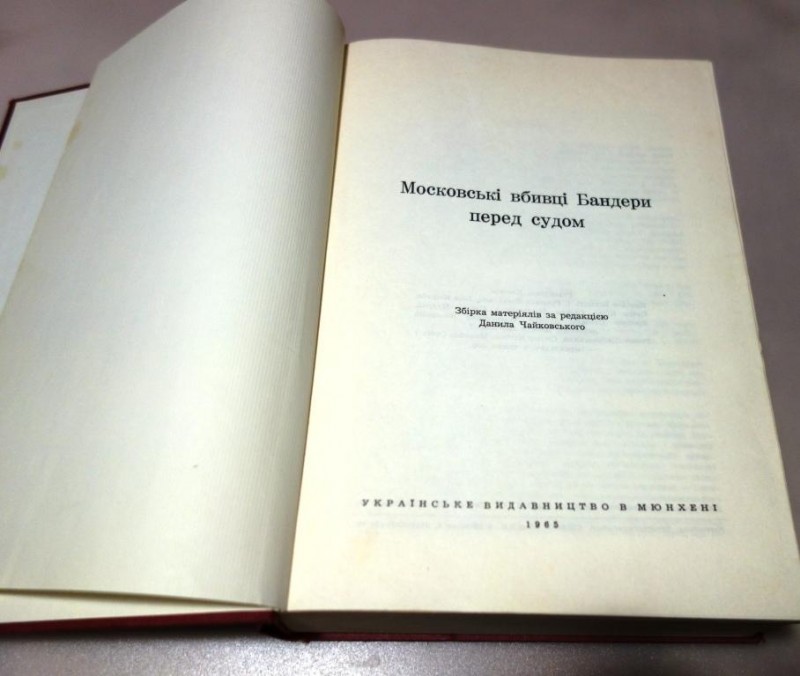 Московські вбивці Бандери
перед судом
Збірка матеріялів за редакцією
Данила Чайковського
УКРАЇНСЬКЕ ВИДАВНИЦТВО В МЮНХЕНІ
1965